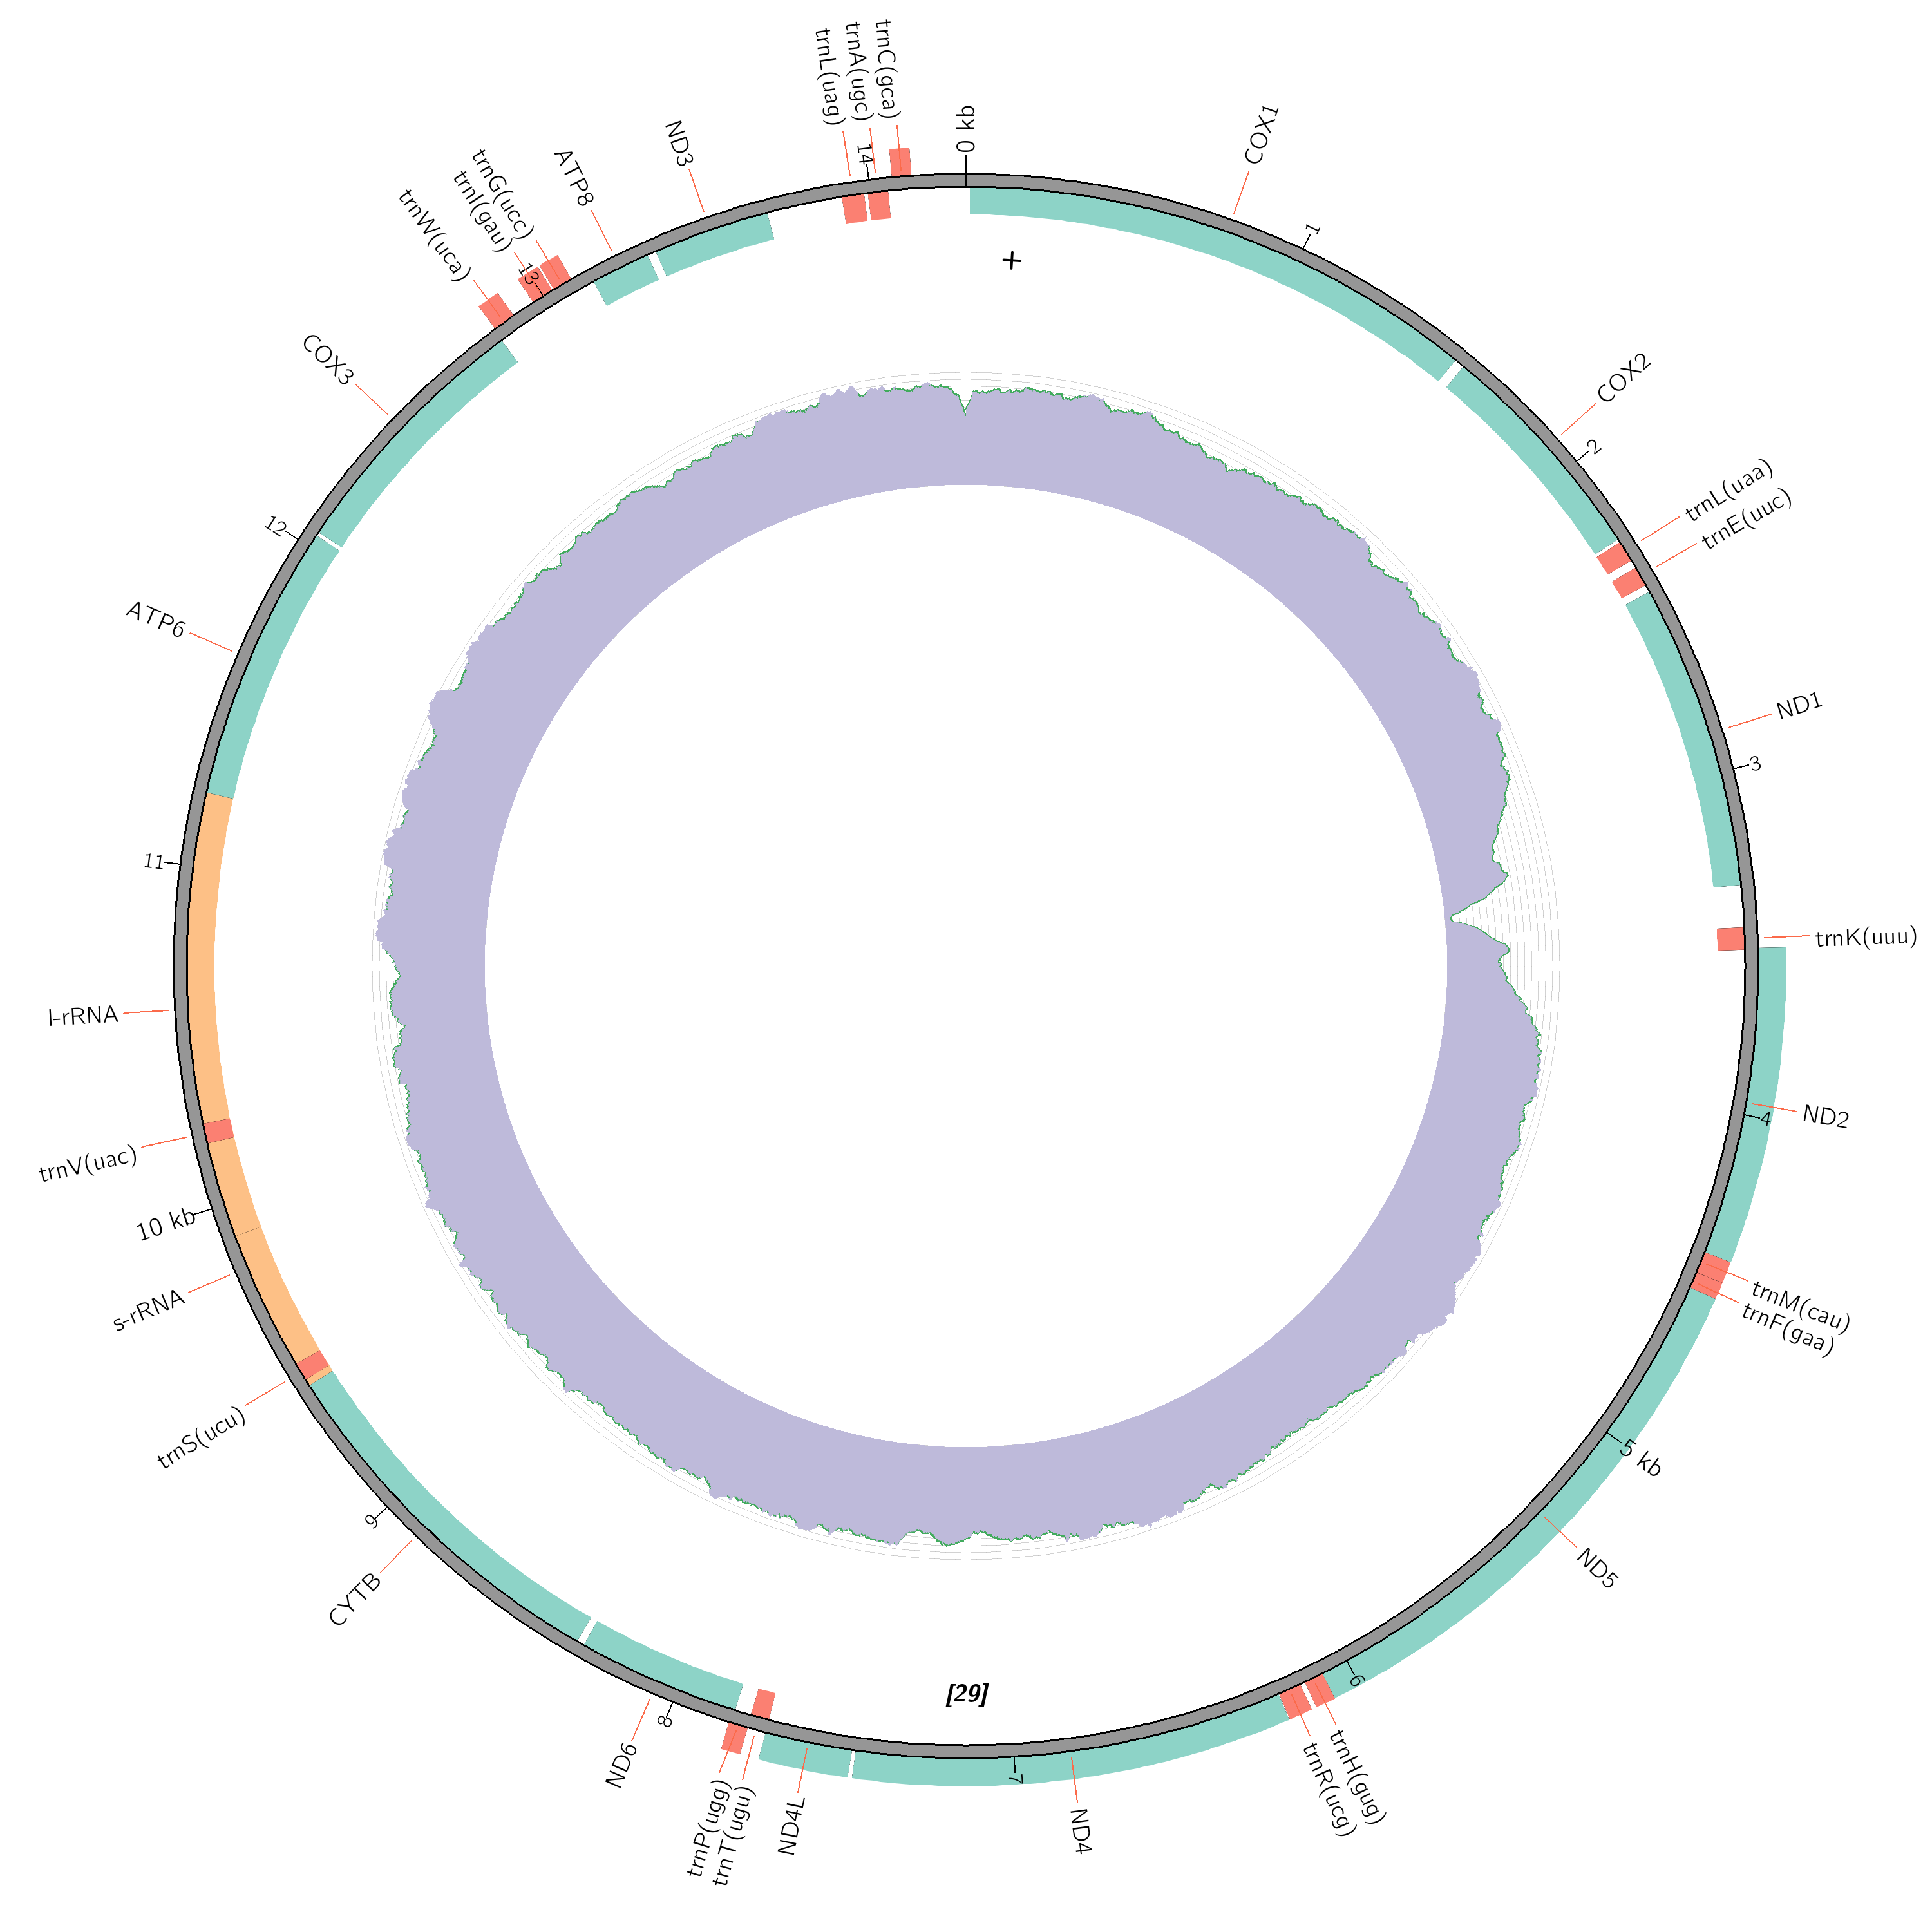 0 kb
COX1
1
COX2
2
trnL(uaa)
trnE(uuc)
ND1
3
trnK(uuu)
ND2
4
trnM(cau)
trnF(gaa)
5 kb
ND5
6
trnH(gug)
trnR(ucg)
ND4
7
ND4L
trnT(ugu)
trnP(ugg)
8
ND6
CYTB
9
trnS(ucu)
s-rRNA
10 kb
trnV(uac)
l-rRNA
11
ATP6
12
COX3
trnW(uca)
trnI(gau)
13
trnG(ucc)
ATP8
ND3
trnL(uag)
14
trnA(ugc)
trnC(gca)
+
[29]